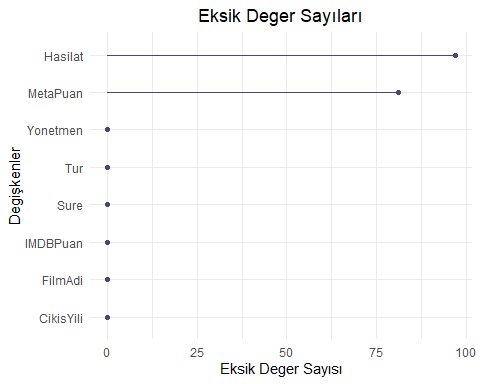 Eksik Deger Sayıları
Hasilat
MetaPuan
Yonetmen
Tur
Sure
IMDBPuan
FilmAdi
CikisYili
Degişkenler
0
25
50
75
100
Eksik Deger Sayısı